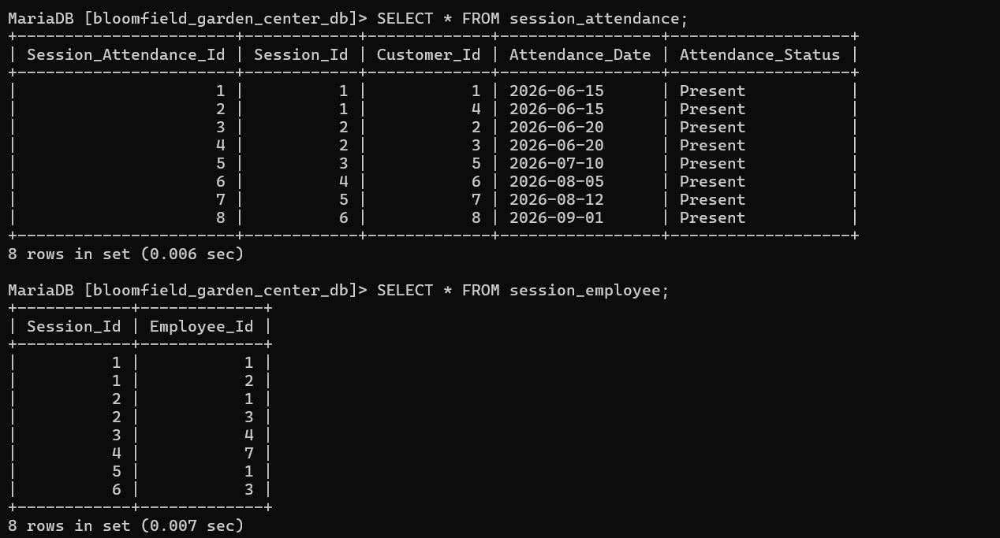 MariaDB [bloomfield_garden_center_db]> SELECT * FROM session_attendance;
+-----------------------+------------+-------------+-----------------+-------------------+
| Session_Attendance_Id | Session_Id | Customer_Id | Attendance_Date | Attendance_Status |
+-----------------------+------------+-------------+-----------------+-------------------+
|                     1 |          1 |           1 | 2026-06-15      | Present           |
|                     2 |          1 |           4 | 2026-06-15      | Present           |
|                     3 |          2 |           2 | 2026-06-20      | Present           |
|                     4 |          2 |           3 | 2026-06-20      | Present           |
|                     5 |          3 |           5 | 2026-07-10      | Present           |
|                     6 |          4 |           6 | 2026-08-05      | Present           |
|                     7 |          5 |           7 | 2026-08-12      | Present           |
|                     8 |          6 |           8 | 2026-09-01      | Present           |
+-----------------------+------------+-------------+-----------------+-------------------+
8 rows in set (0.006 sec)

MariaDB [bloomfield_garden_center_db]> SELECT * FROM session_employee;
+------------+-------------+
| Session_Id | Employee_Id |
+------------+-------------+
|          1 |           1 |
|          1 |           2 |
|          2 |           1 |
|          2 |           3 |
|          3 |           4 |
|          4 |           7 |
|          5 |           1 |
|          6 |           3 |
+------------+-------------+
8 rows in set (0.007 sec)